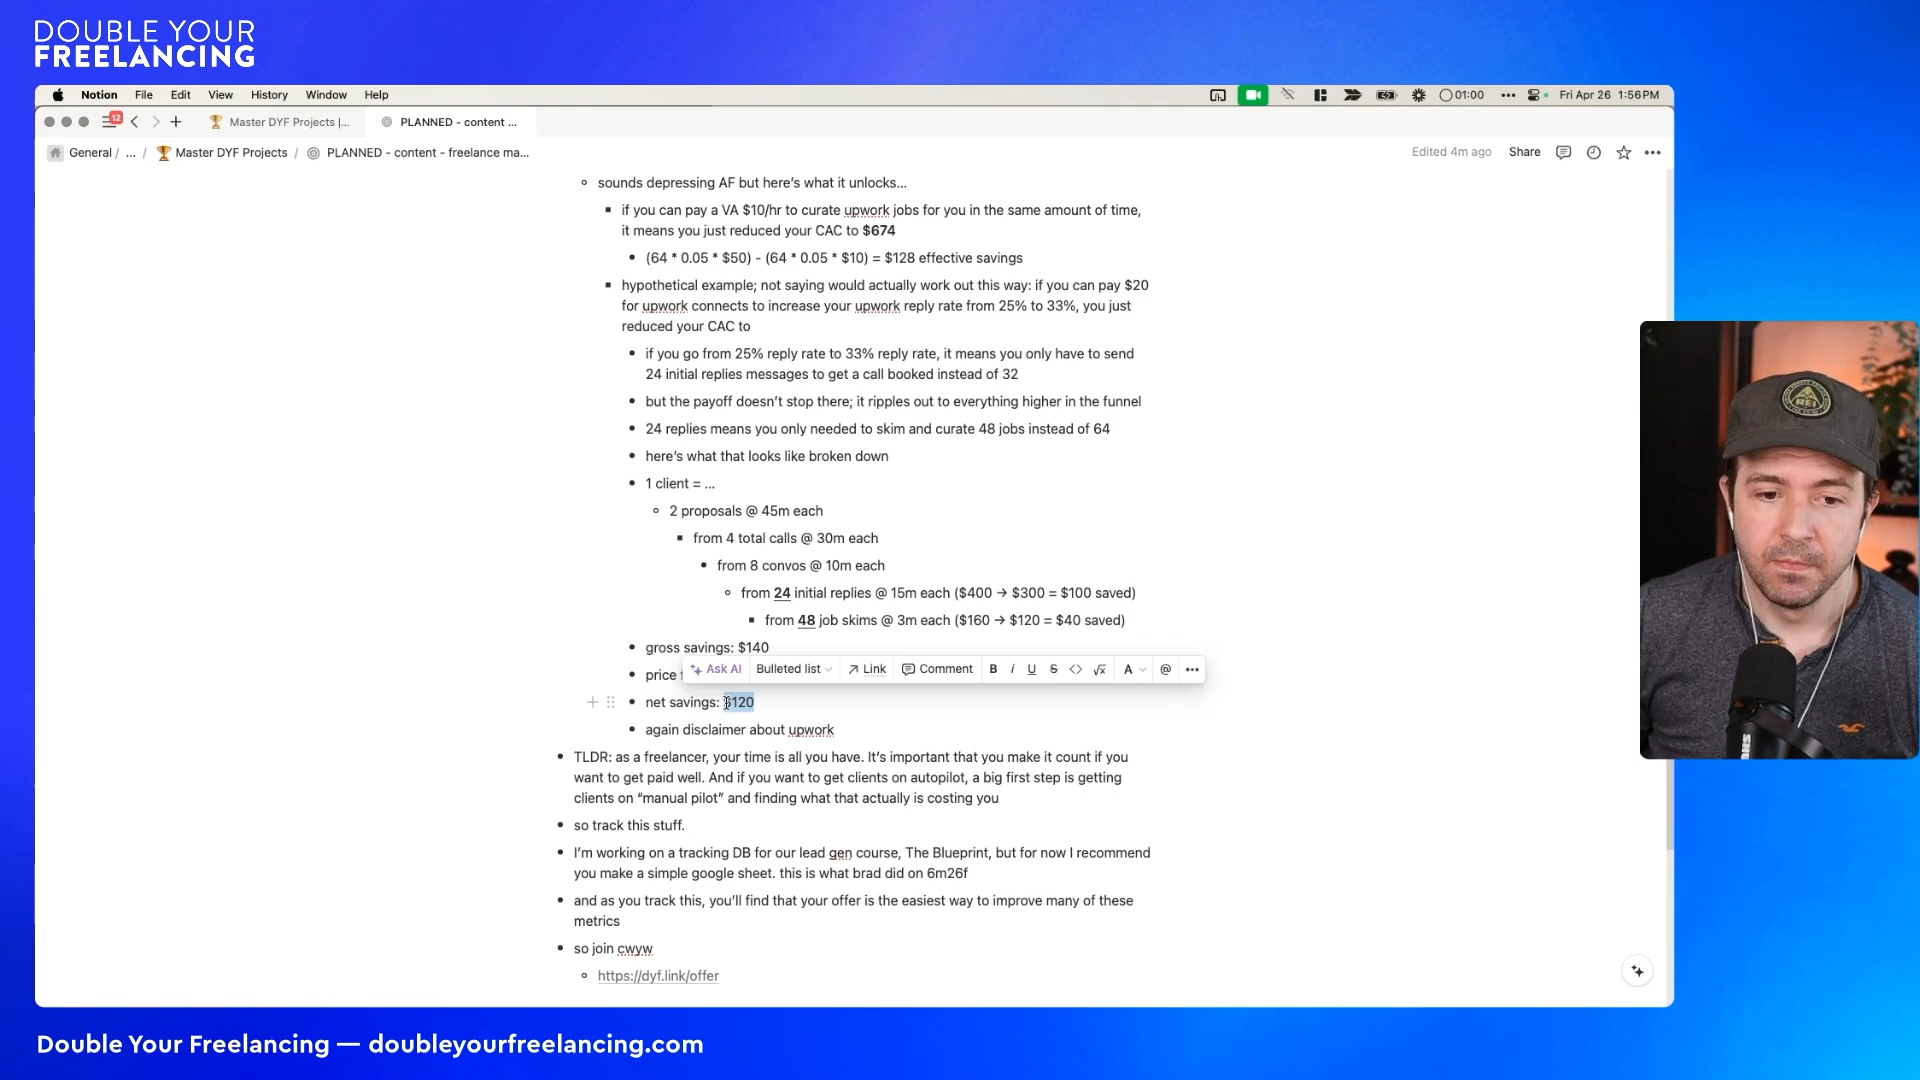 DOUBLE YOUR
FREELANCING
Notion File Edit View History Window Help
01:00 ••• Fri Apr 26 1:56PM
12
Master DYF Projects |...
PLANNED - content ...
General / ... / Master DYF Projects / PLANNED - content - freelance ma...
Edited 4m ago Share •••
sounds depressing AF but here's what it unlocks...
if you can pay a VA $10/hr to curate upwork jobs for you in the same amount of time,
it means you just reduced your CAC to $674
(64 * 0.05 * $50) - (64 * 0.05 * $10) = $128 effective savings
hypothetical example; not saying would actually work out this way: if you can pay $20
for upwork connects to increase your upwork reply rate from 25% to 33%, you just
reduced your CAC to
if you go from 25% reply rate to 33% reply rate, it means you only have to send
24 initial replies messages to get a call booked instead of 32
but the payoff doesn't stop there; it ripples out to everything higher in the funnel
24 replies means you only needed to skim and curate 48 jobs instead of 64
here's what that looks like broken down
1 client = ...
2 proposals @ 45m each
from 4 total calls @ 30m each
from 8 convos @ 10m each
from 24 initial replies @ 15m each ($400 → $300 = $100 saved)
from 48 job skims @ 3m each ($160 → $120 = $40 saved)
gross savings: $140
Ask AI Bulleted list Link Comment B i U S <> √x A @ •••
price
net savings: $120
again disclaimer about upwork
TLDR: as a freelancer, your time is all you have. It's important that you make it count if you
want to get paid well. And if you want to get clients on autopilot, a big first step is getting
clients on “manual pilot” and finding what that actually is costing you
so track this stuff.
I'm working on a tracking DB for our lead gen course, The Blueprint, but for now I recommend
you make a simple google sheet. this is what brad did on 6m26f
and as you track this, you'll find that your offer is the easiest way to improve many of these
metrics
so join cwyw
https://dyf.link/offer
REI
Double Your Freelancing — doubleyourfreelancing.com